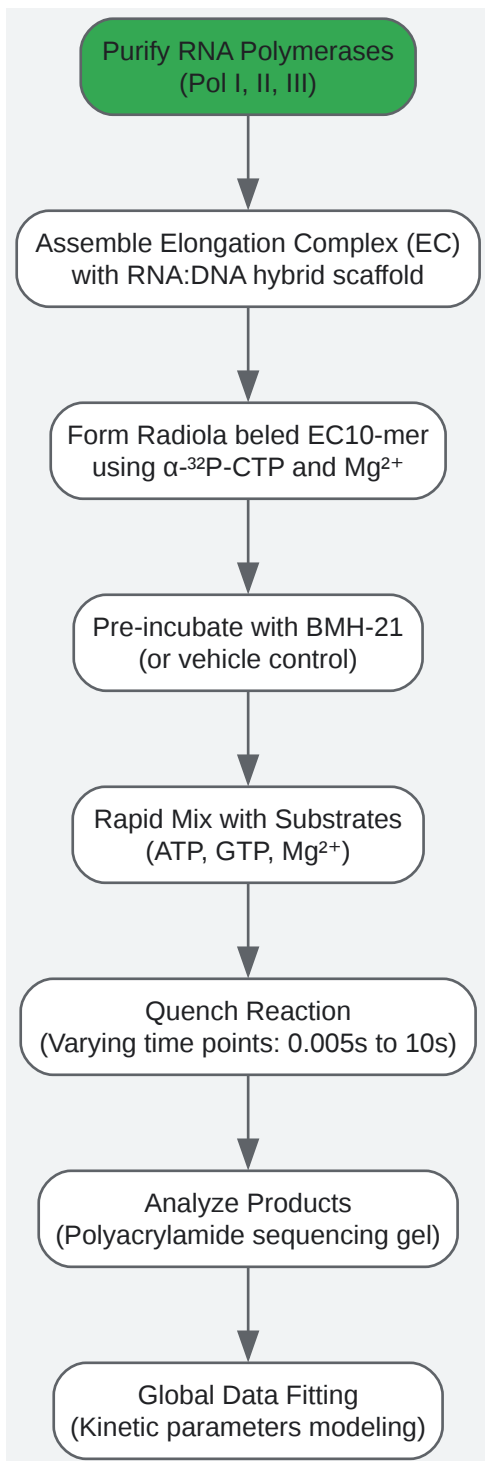 Purify RNA Polymerases
(Pol I, II, III)
Assemble Elongation Complex (EC)
with RNA:DNA hybrid scaffold
Form Radiola beled EC10-mer
using α-³²P-CTP and Mg²⁺
Pre-incubate with BMH-21
(or vehicle control)
Rapid Mix with Substrates
(ATP, GTP, Mg²⁺)
Quench Reaction
(Varying time points: 0.005s to 10s)
Analyze Products
(Polyacrylamide sequencing gel)
Global Data Fitting
(Kinetic parameters modeling)